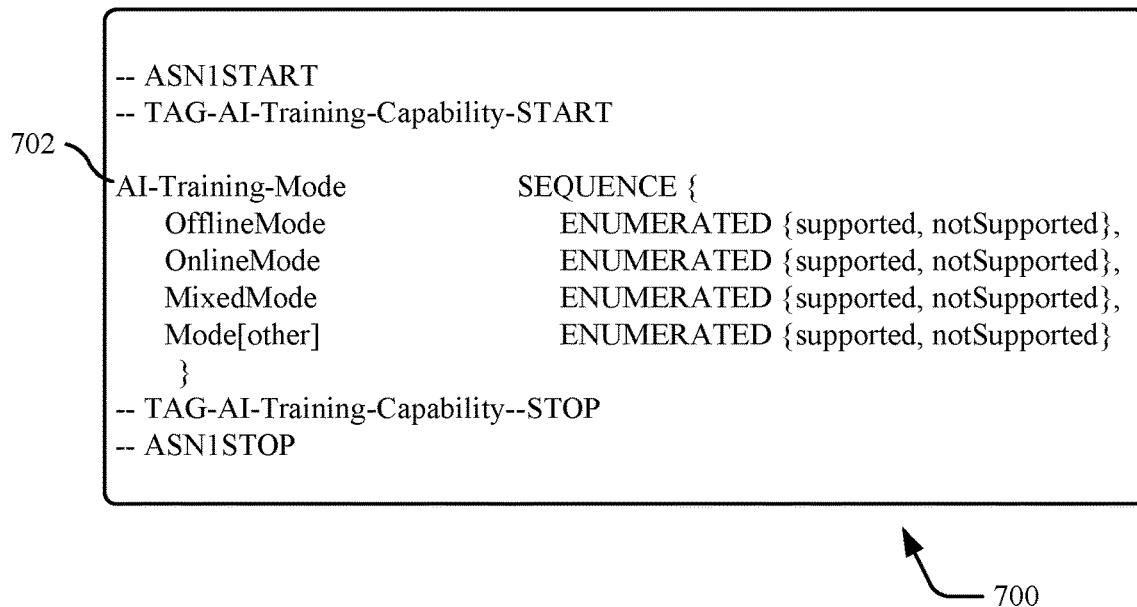 -- ASN1START
-- TAG-AI-Training-Capability-START
702
AI-Training-Mode SEQUENCE {
OfflineMode ENUMERATED {supported, notSupported},
OnlineMode ENUMERATED {supported, notSupported},
MixedMode ENUMERATED {supported, notSupported},
Mode[other] ENUMERATED {supported, notSupported}
}
-- TAG-AI-Training-Capability--STOP
-- ASN1STOP
700